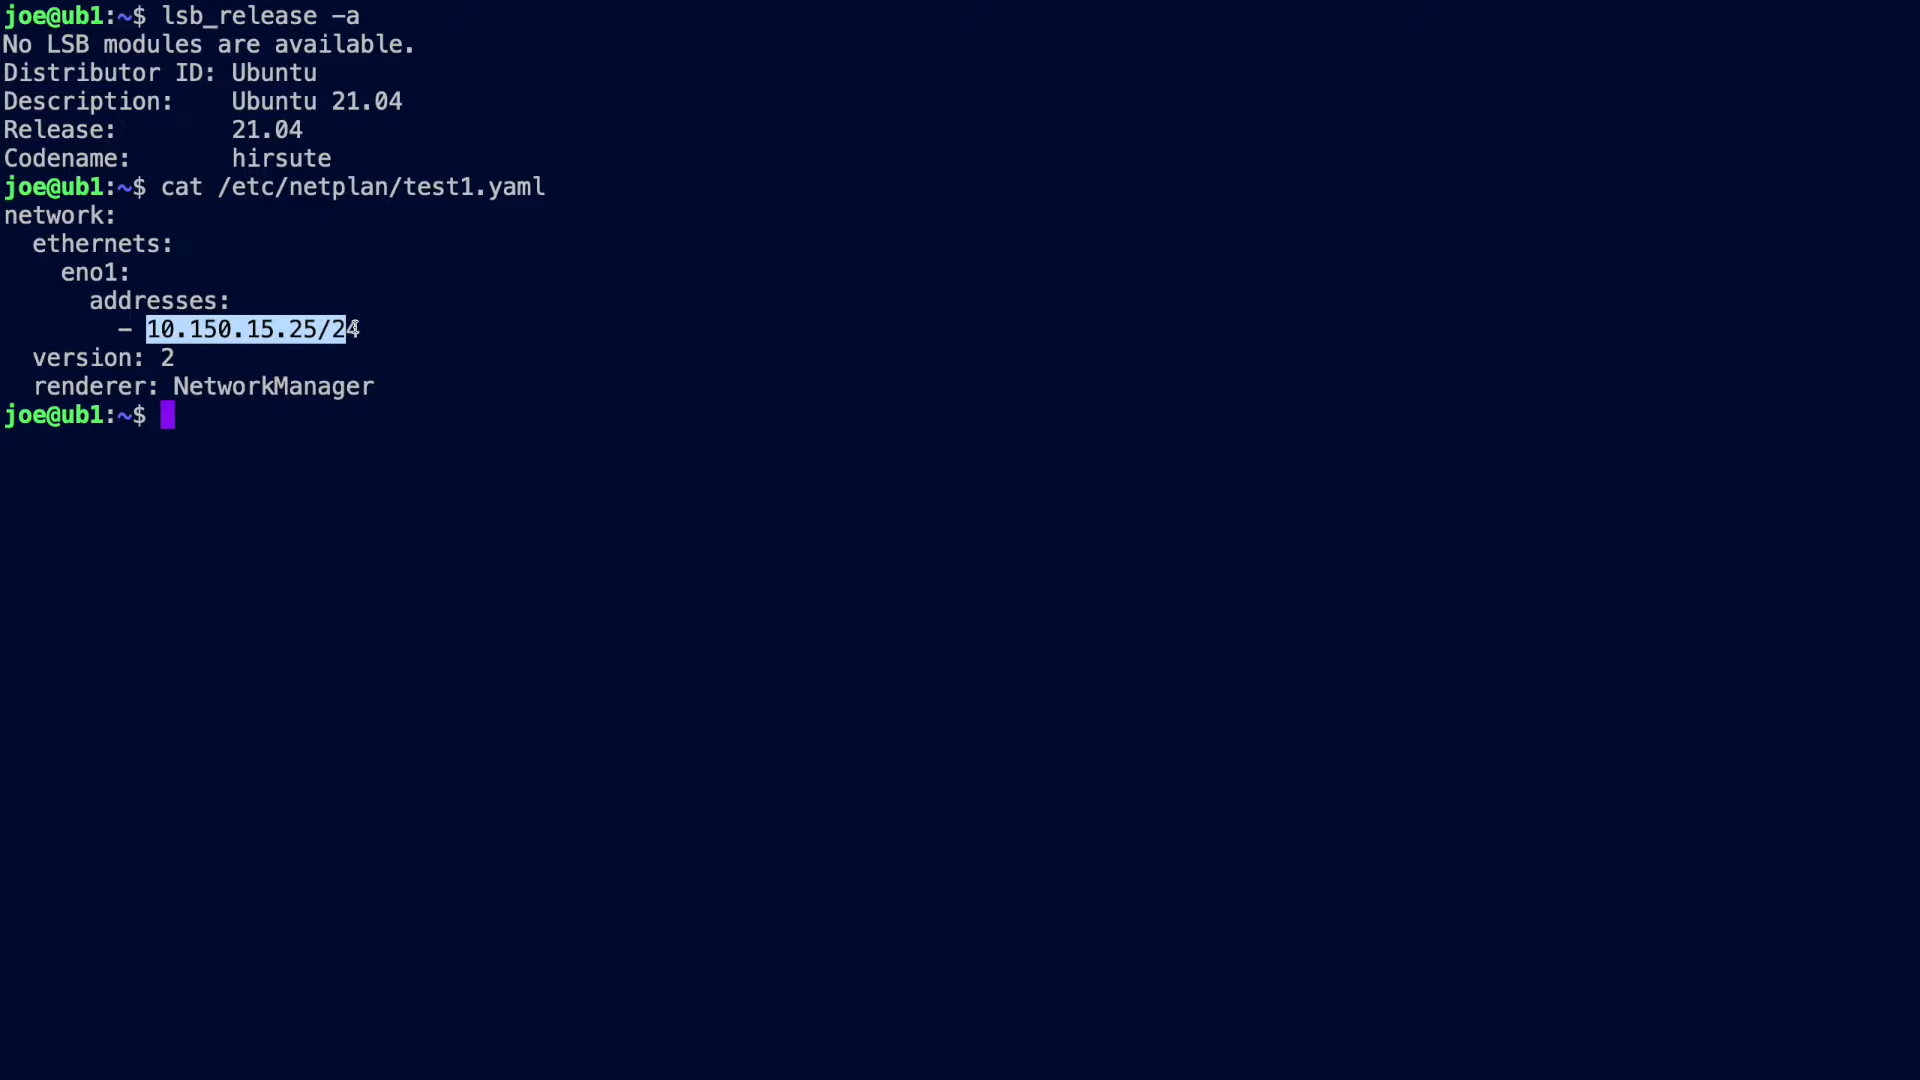 joe@ub1:~$ lsb_release -a
No LSB modules are available.
Distributor ID: Ubuntu
Description:    Ubuntu 21.04
Release:        21.04
Codename:       hirsute
joe@ub1:~$ cat /etc/netplan/test1.yaml
network:
  ethernets:
    eno1:
      addresses:
        - 10.150.15.25/24
  version: 2
  renderer: NetworkManager
joe@ub1:~$